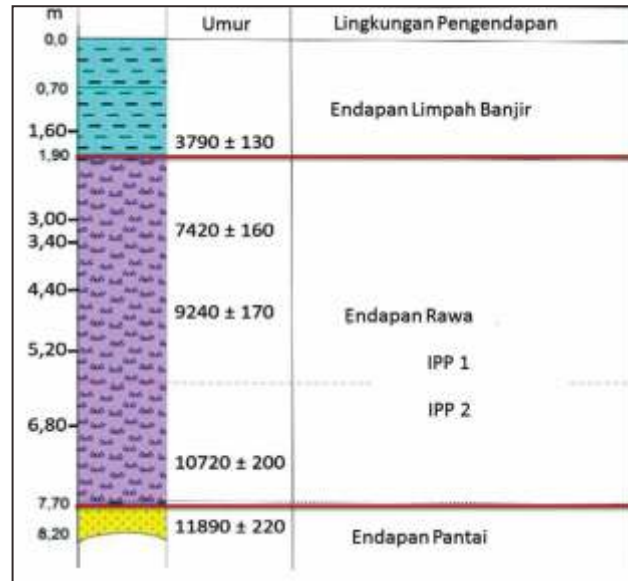 m Umur Lingkungan Pengendapan
0,0
0,70
Endapan Limpah Banjir
1,60
3790 ± 130
1.90
3,00
7420 ± 160
3,40
4,40
9240 ± 170
Endapan Rawa
5,20
IPP 1
IPP 2
6,80
10720 ± 200
7.70
11890 ± 220
Endapan Pantai
8,20